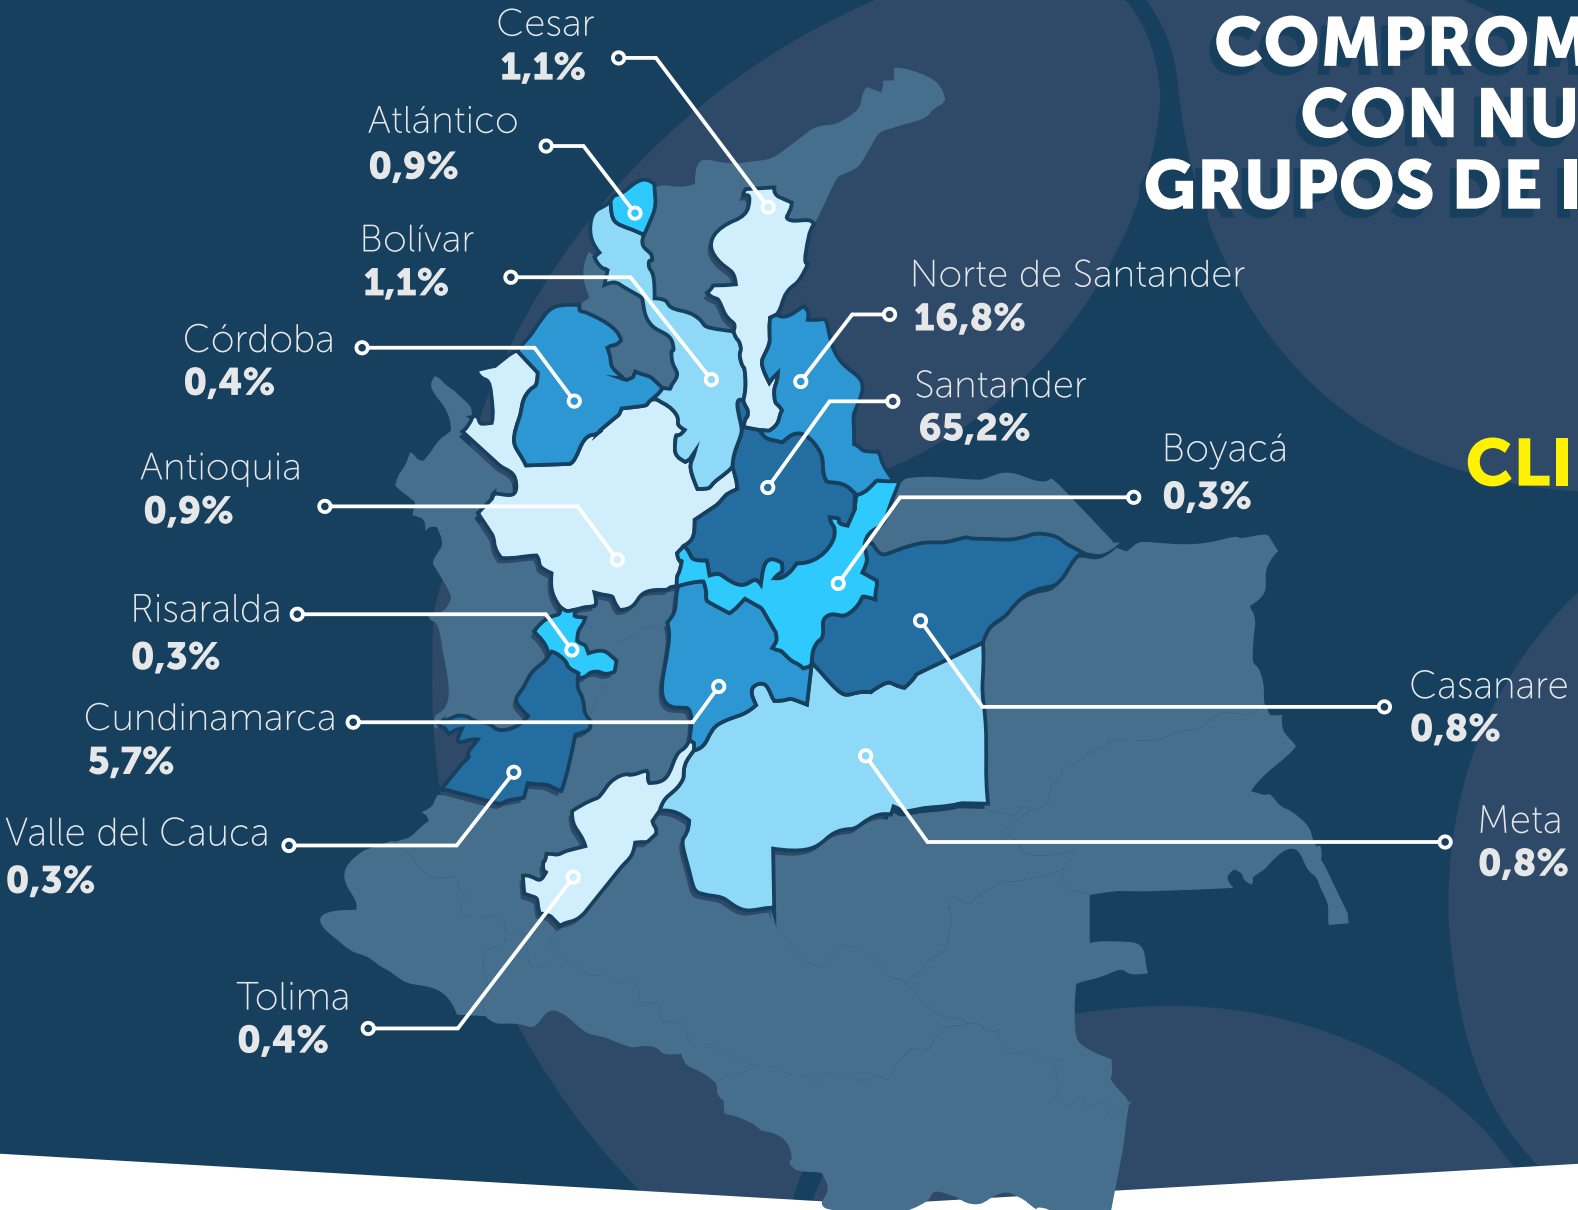 COMPROM
CON NU
GRUPOS DE I
CLI
Cesar
1,1%
Atlántico
0,9%
Bolívar
1,1%
Córdoba
0,4%
Antioquia
0,9%
Risaralda
0,3%
Cundinamarca
5,7%
Valle del Cauca
0,3%
Tolima
0,4%
Norte de Santander
16,8%
Santander
65,2%
Boyacá
0,3%
Casanare
0,8%
Meta
0,8%